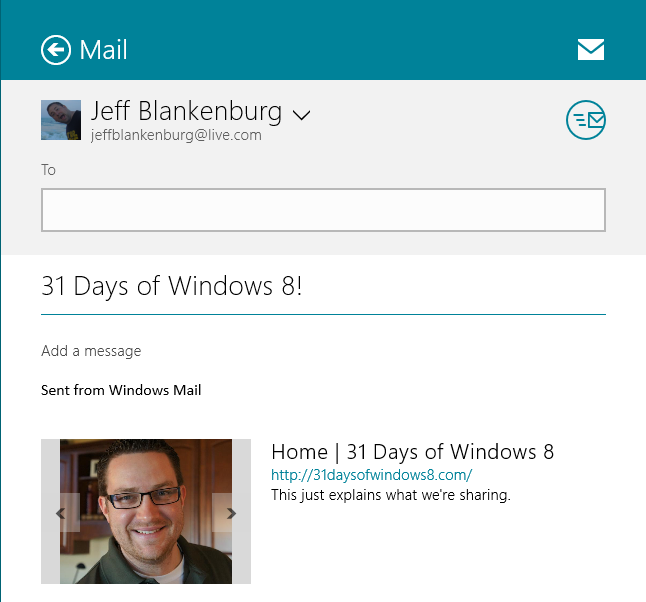 Mail
Jeff Blankenburg
jeffblankenburg@live.com
To
31 Days of Windows 8!
Add a message
Sent from Windows Mail
Home | 31 Days of Windows 8
http://31daysofwindows8.com/
This just explains what we're sharing.